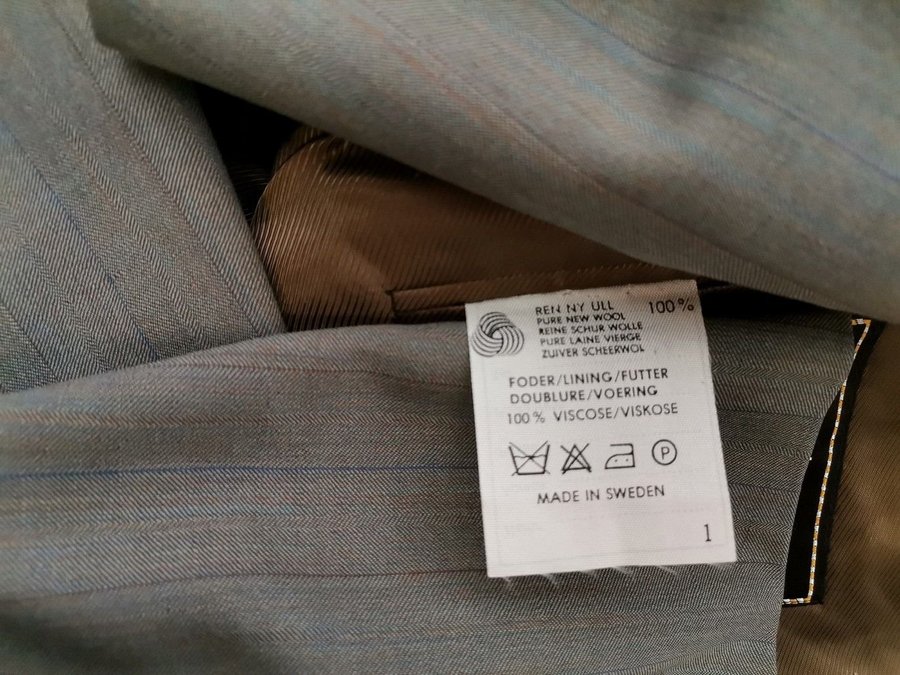 REN NY ULL 100%
PURE NEW WOOL
REINE SCHUR WOLLE
PURE LAINE VIERGE
ZUIVER SCHEERWOL
FODER/LINING/FUTTER
DOUBLURE/VOERING
100% VISCOSE/VISKOSE
P
MADE IN SWEDEN
1